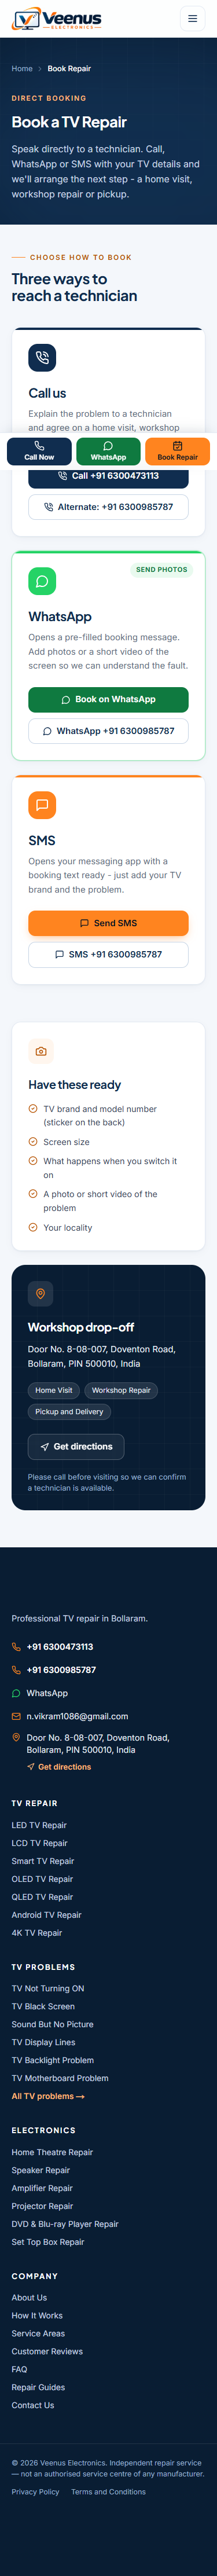 Veenus
ELECTRONICS
Home > Book Repair
DIRECT BOOKING
Book a TV Repair
Speak directly to a technician. Call,
WhatsApp or SMS with your TV details and
we'll arrange the next step - a home visit,
workshop repair or pickup.
CHOOSE HOW TO BOOK
Three ways to
reach a technician
Call us
Explain the problem to a technician
and agree on a home visit, workshop
Call Now
WhatsApp
Book Repair
Call +91 6300473113
Alternate: +91 6300985787
SEND PHOTOS
WhatsApp
Opens a pre-filled booking message.
Add photos or a short video of the
screen so we can understand the fault.
Book on WhatsApp
WhatsApp +91 6300985787
SMS
Opens your messaging app with a
booking text ready - just add your TV
brand and the problem.
Send SMS
SMS +91 6300985787
Have these ready
TV brand and model number
(sticker on the back)
Screen size
What happens when you switch it
on
A photo or short video of the
problem
Your locality
Workshop drop-off
Door No. 8-08-007, Doventon Road,
Bollaram, PIN 500010, India
Home Visit
Workshop Repair
Pickup and Delivery
Get directions
Please call before visiting so we can confirm
a technician is available.
Professional TV repair in Bollaram.
+91 6300473113
+91 6300985787
WhatsApp
n.vikram1086@gmail.com
Door No. 8-08-007, Doventon Road,
Bollaram, PIN 500010, India
Get directions
TV REPAIR
LED TV Repair
LCD TV Repair
Smart TV Repair
OLED TV Repair
QLED TV Repair
Android TV Repair
4K TV Repair
TV PROBLEMS
TV Not Turning ON
TV Black Screen
Sound But No Picture
TV Display Lines
TV Backlight Problem
TV Motherboard Problem
All TV problems →
ELECTRONICS
Home Theatre Repair
Speaker Repair
Amplifier Repair
Projector Repair
DVD & Blu-ray Player Repair
Set Top Box Repair
COMPANY
About Us
How It Works
Service Areas
Customer Reviews
FAQ
Repair Guides
Contact Us
© 2026 Veenus Electronics. Independent repair service
— not an authorised service centre of any manufacturer.
Privacy Policy
Terms and Conditions